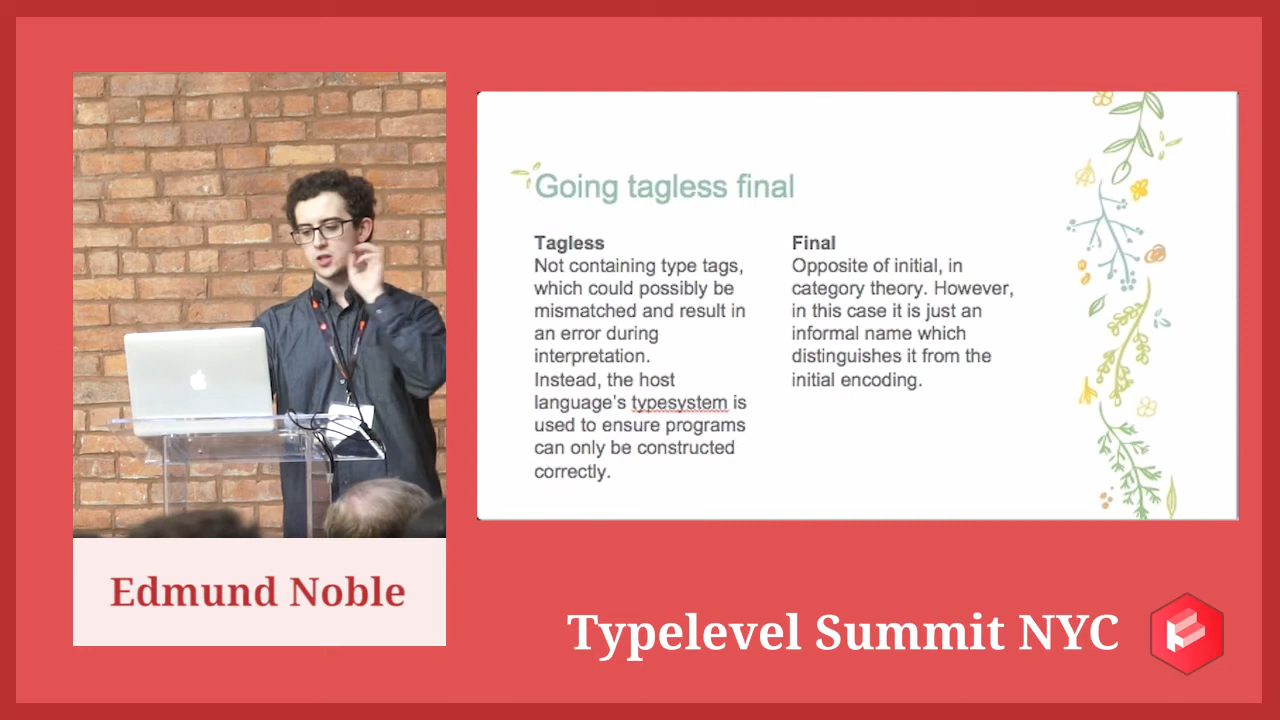 Going tagless final
Tagless
Not containing type tags,
which could possibly be
mismatched and result in
an error during
interpretation.
Instead, the host
language's typesystem is
used to ensure programs
can only be constructed
correctly.
Final
Opposite of initial, in
category theory. However,
in this case it is just an
informal name which
distinguishes it from the
initial encoding.
Edmund Noble
Typelevel Summit NYC